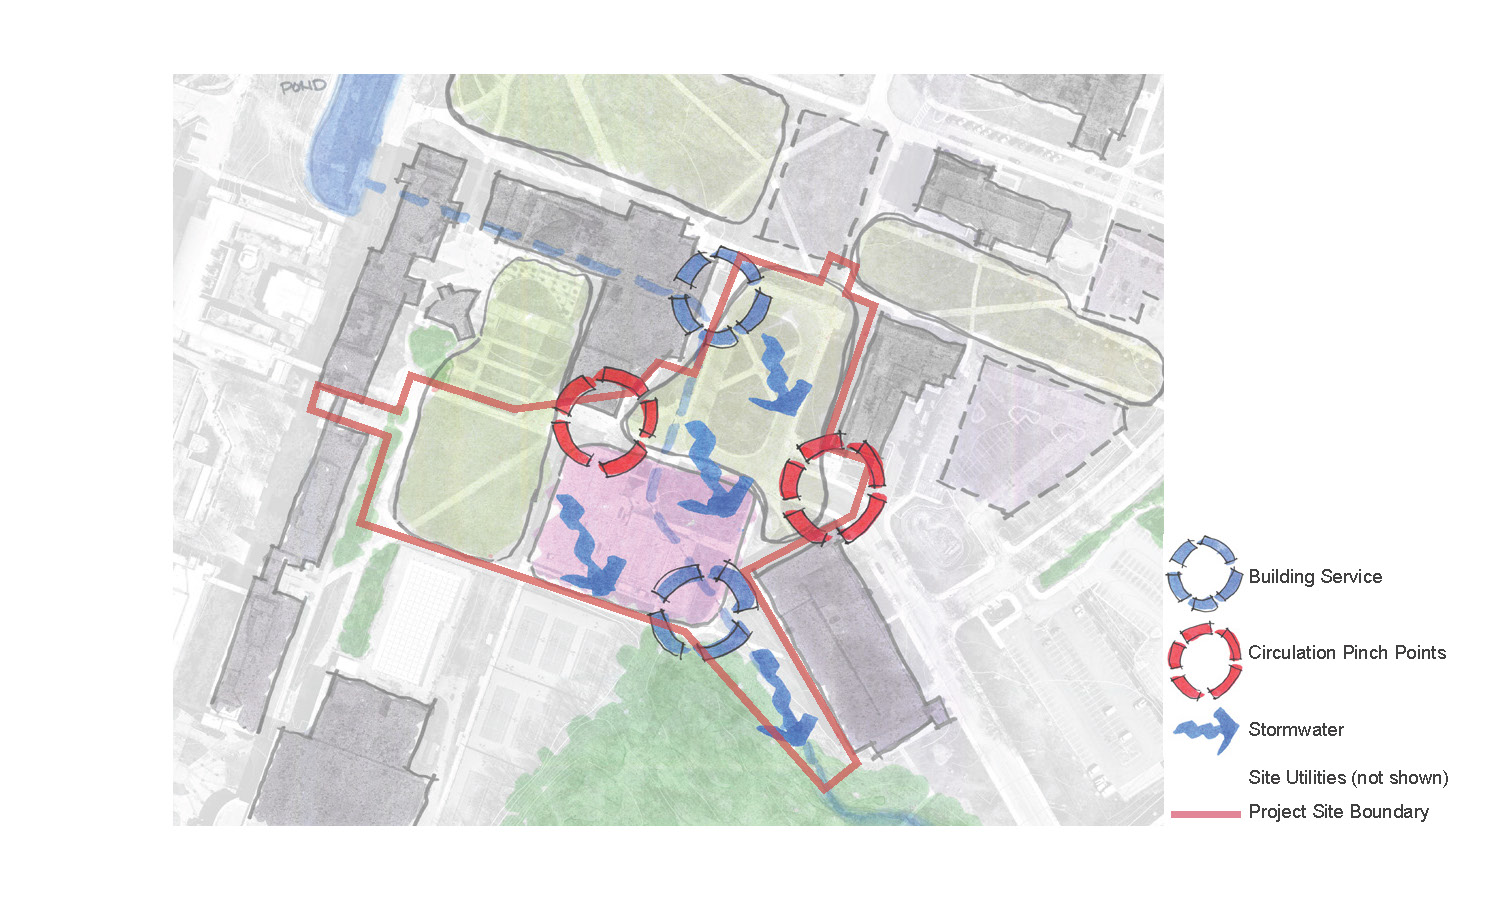 POND
Building Service
Circulation Pinch Points
Stormwater
Site Utilities (not shown)
Project Site Boundary